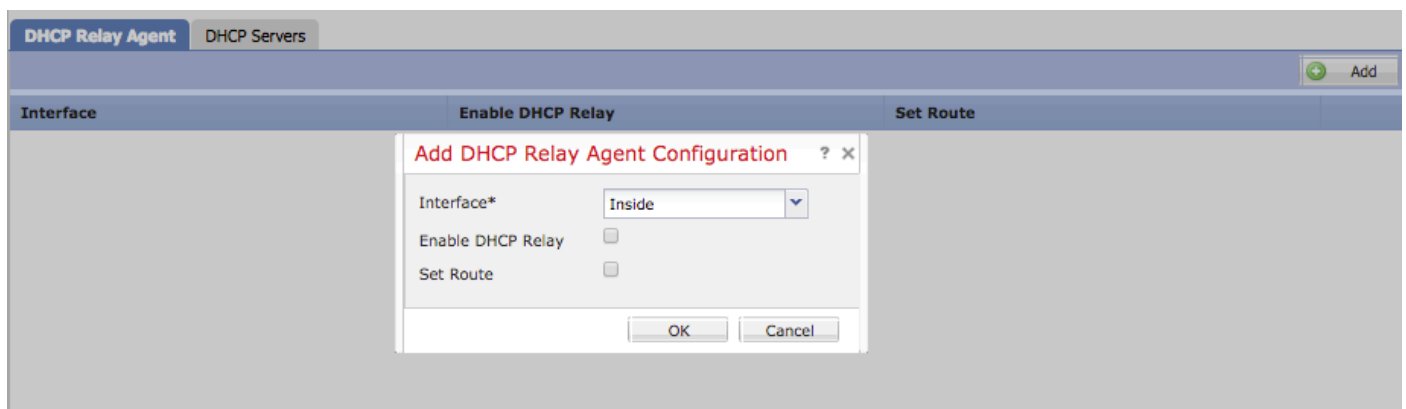 DHCP Relay Agent DHCP Servers
Add
Interface Enable DHCP Relay Set Route
Add DHCP Relay Agent Configuration ? ×
Interface* Inside
Enable DHCP Relay
Set Route
OK Cancel